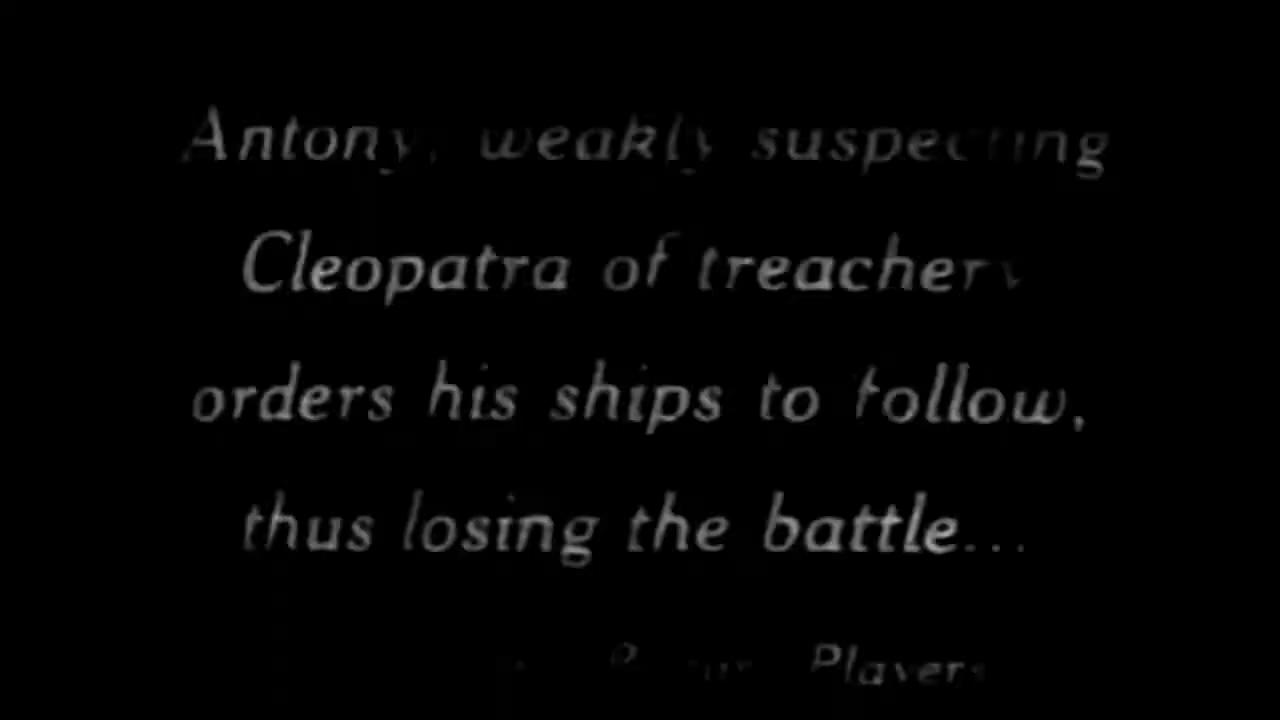 Antony, weakly suspecting
Cleopatra of treachery
orders his ships to follow,
thus losing the battle...
Players